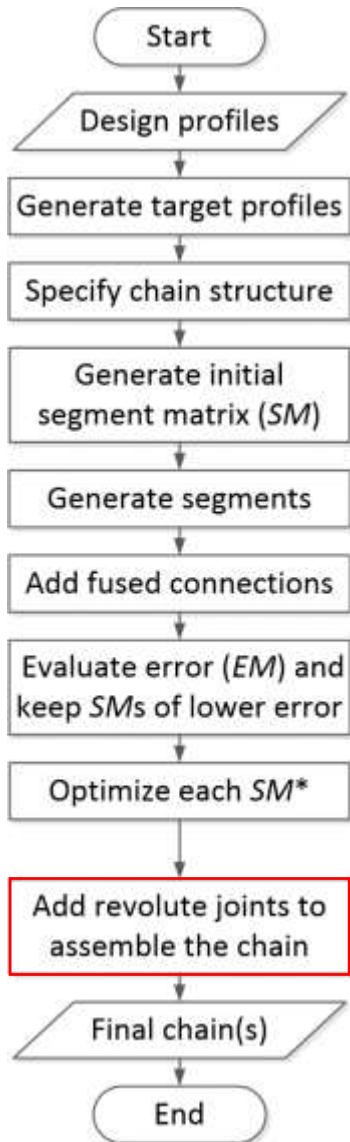 Start
Design profiles
Generate target profiles
Specify chain structure
Generate initial
segment matrix (SM)
Generate segments
Add fused connections
Evaluate error (EM) and
keep SMs of lower error
Optimize each SM*
Add revolute joints to
assemble the chain
Final chain(s)
End